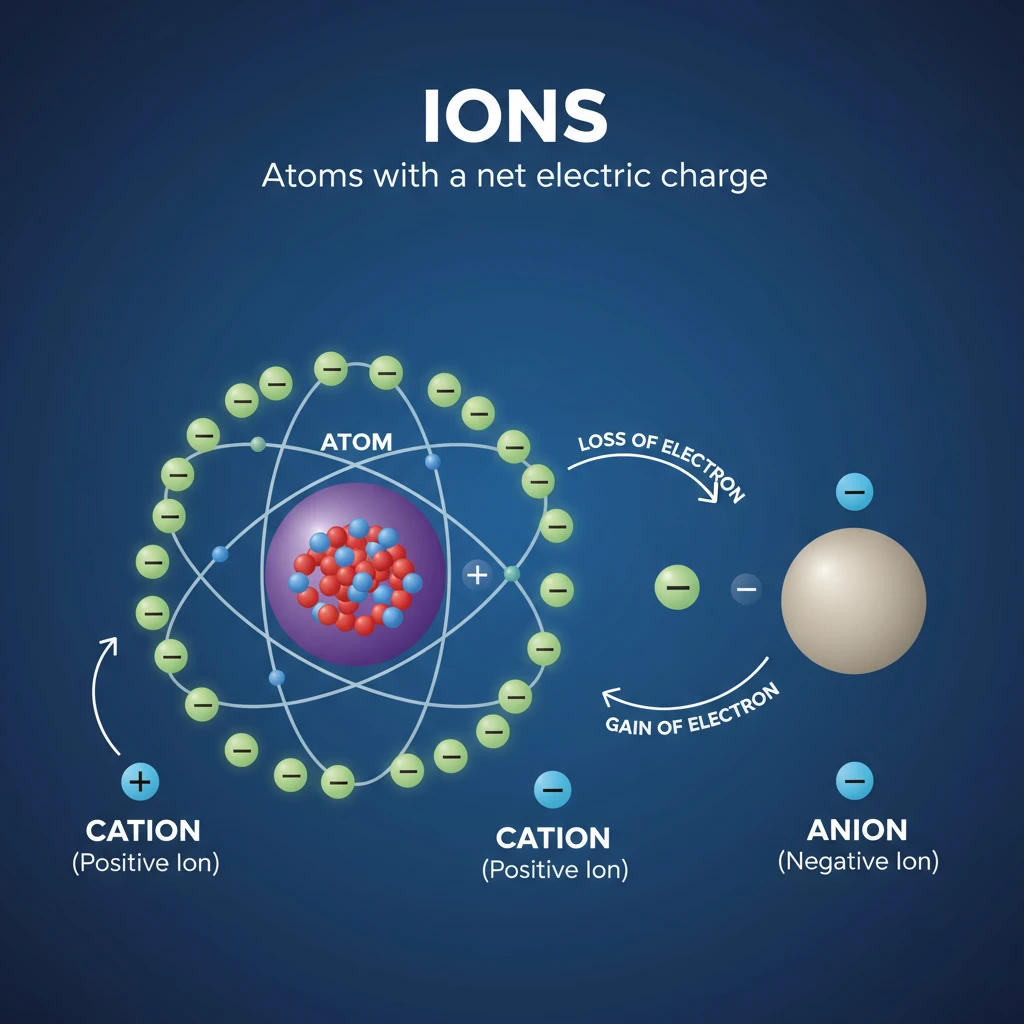 IONS
Atoms with a net electric charge
ATOM
LOSS OF ELECTRON
GAIN OF ELECTRON
CATION
(Positive Ion)
CATION
(Positive Ion)
ANION
(Negative Ion)